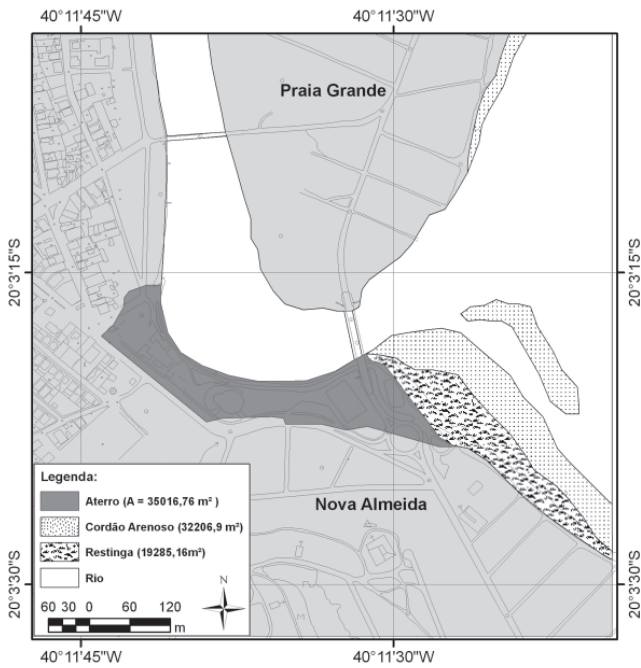 40°11'45"W
40°11'30"W
Praia Grande
20°3'15"S
20°3'15"S
Nova Almeida
Legenda:
Aterro (A = 35016,76 m² )
Cordão Arenoso (32206,9 m²)
Restinga (19285,16m²)
Rio
N
60 30 0 60 120
m
20°3'30"S
20°3'30"S
40°11'45"W
40°11'30"W